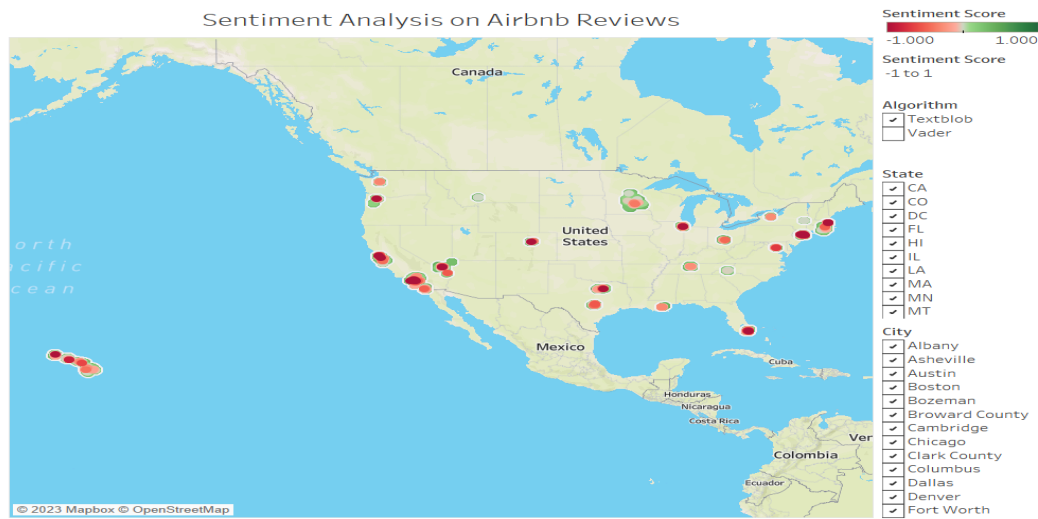 Sentiment Analysis on Airbnb Reviews
Sentiment Score
-1.000 1.000
Sentiment Score
-1 to 1
Algorithm
Textblob
Vader
State
CA
CO
DC
FL
HI
IL
LA
MA
MN
MT
City
Albany
Asheville
Austin
Boston
Bozeman
Broward County
Cambridge
Chicago
Clark County
Columbus
Dallas
Denver
Fort Worth
Canada
United
States
orth
acific
cean
Mexico
Cuba
Honduras
Nicaragua
Costa Rica
Ver
Colombia
Ecuador
© 2023 Mapbox © OpenStreetMap